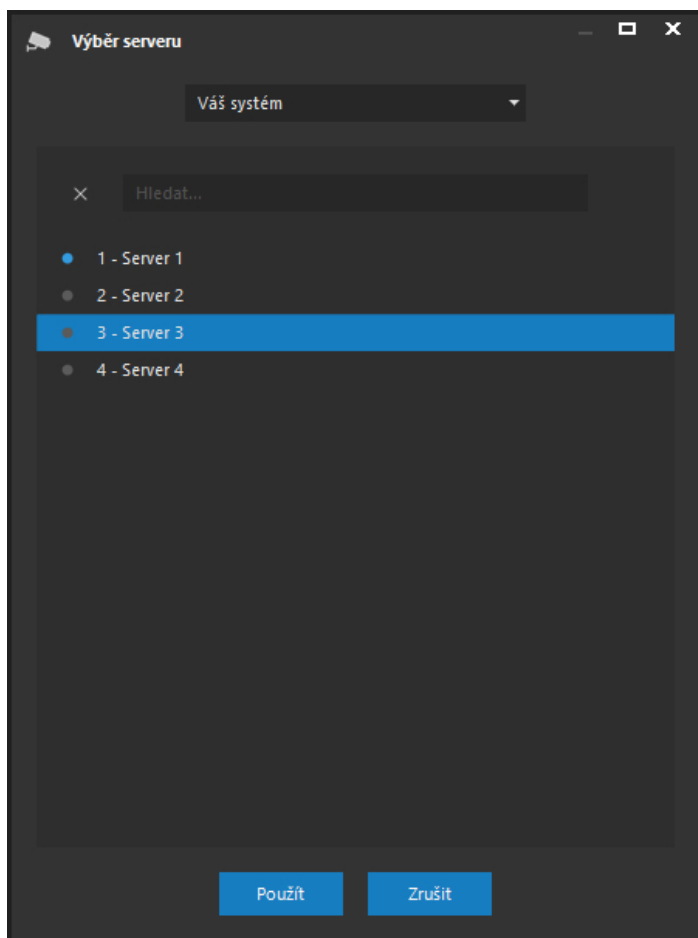 Výběr serveru
Váš systém
Hledat...
1 - Server 1
2 - Server 2
3 - Server 3
4 - Server 4
Použít
Zrušit